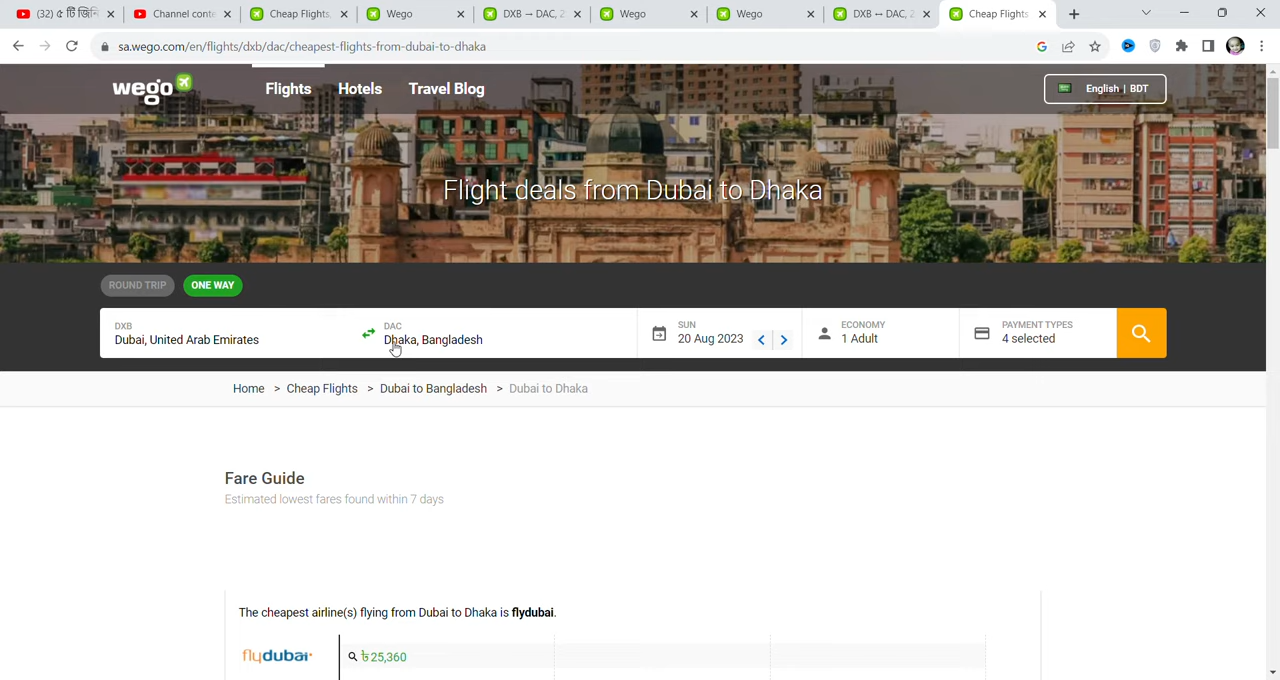 Channel conte
Cheap Flights,
Wego
DXB → DAC, 2
Wego
Wego
DXB ↔ DAC, 2
Cheap Flights
sa.wego.com/en/flights/dxb/dac/cheapest-flights-from-dubai-to-dhaka
wego
Flights
Hotels
Travel Blog
English | BDT
Flight deals from Dubai to Dhaka
ROUND TRIP
ONE WAY
DXB
Dubai, United Arab Emirates
DAC
Dhaka, Bangladesh
SUN
20 Aug 2023
ECONOMY
1 Adult
PAYMENT TYPES
4 selected
Home > Cheap Flights > Dubai to Bangladesh > Dubai to Dhaka
Fare Guide
Estimated lowest fares found within 7 days
The cheapest airline(s) flying from Dubai to Dhaka is flydubai.
flydubai
৳ 25,360